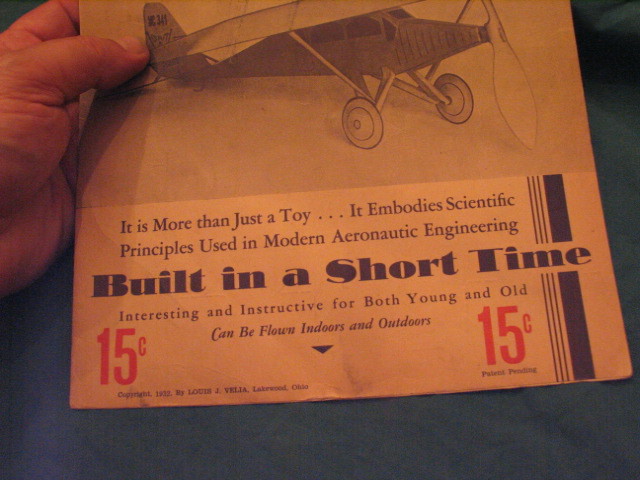 NC 341
It is More than Just a Toy . . . It Embodies Scientific
Principles Used in Modern Aeronautic Engineering
Built in a Short Time
Interesting and Instructive for Both Young and Old
Can Be Flown Indoors and Outdoors
15c
15c
Patent Pending
Copyright, 1932, By LOUIS J. VELIA, Lakewood, Ohio